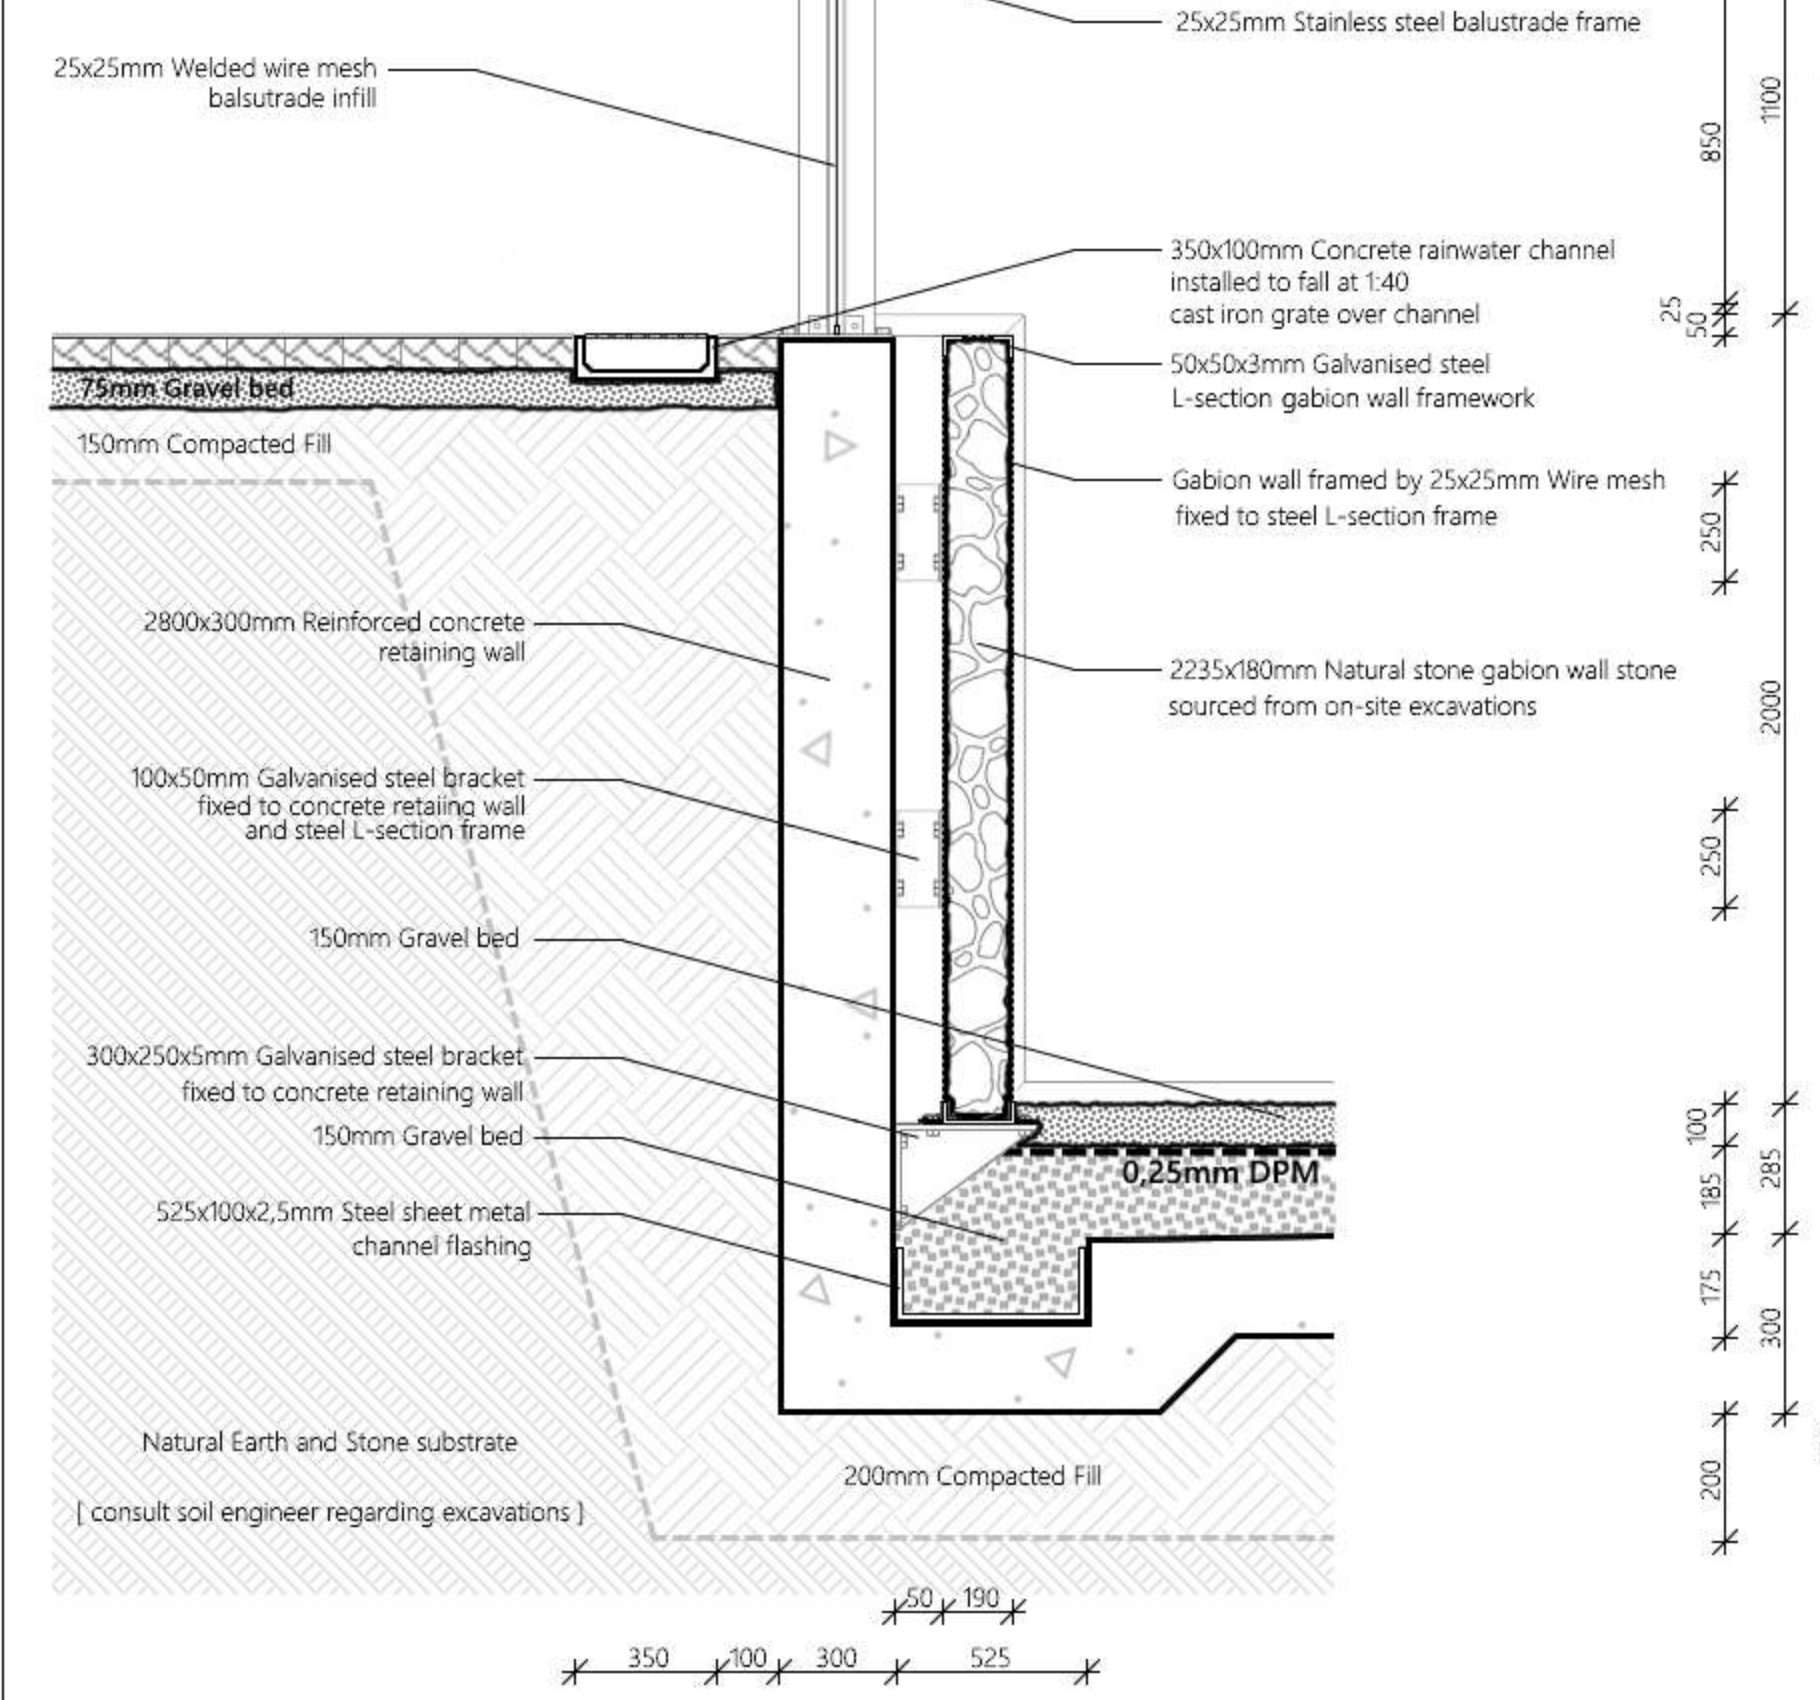 25x25mm Stainless steel balustrade frame
25x25mm Welded wire mesh
balsutrade infill
350x100mm Concrete rainwater channel
installed to fall at 1:40
cast iron grate over channel
50x50x3mm Galvanised steel
L-section gabion wall framework
75mm Gravel bed
150mm Compacted Fill
Gabion wall framed by 25x25mm Wire mesh
fixed to steel L-section frame
2800x300mm Reinforced concrete
retaining wall
2235x180mm Natural stone gabion wall stone
sourced from on-site excavations
100x50mm Galvanised steel bracket
fixed to concrete retaiing wall
and steel L-section frame
150mm Gravel bed
300x250x5mm Galvanised steel bracket
fixed to concrete retaining wall
150mm Gravel bed
0,25mm DPM
525x100x2,5mm Steel sheet metal
channel flashing
Natural Earth and Stone substrate
[ consult soil engineer regarding excavations ]
200mm Compacted Fill
850
25
50
250
250
100
185
175
200
1100
2000
285
300
50 190
350 100 300 525